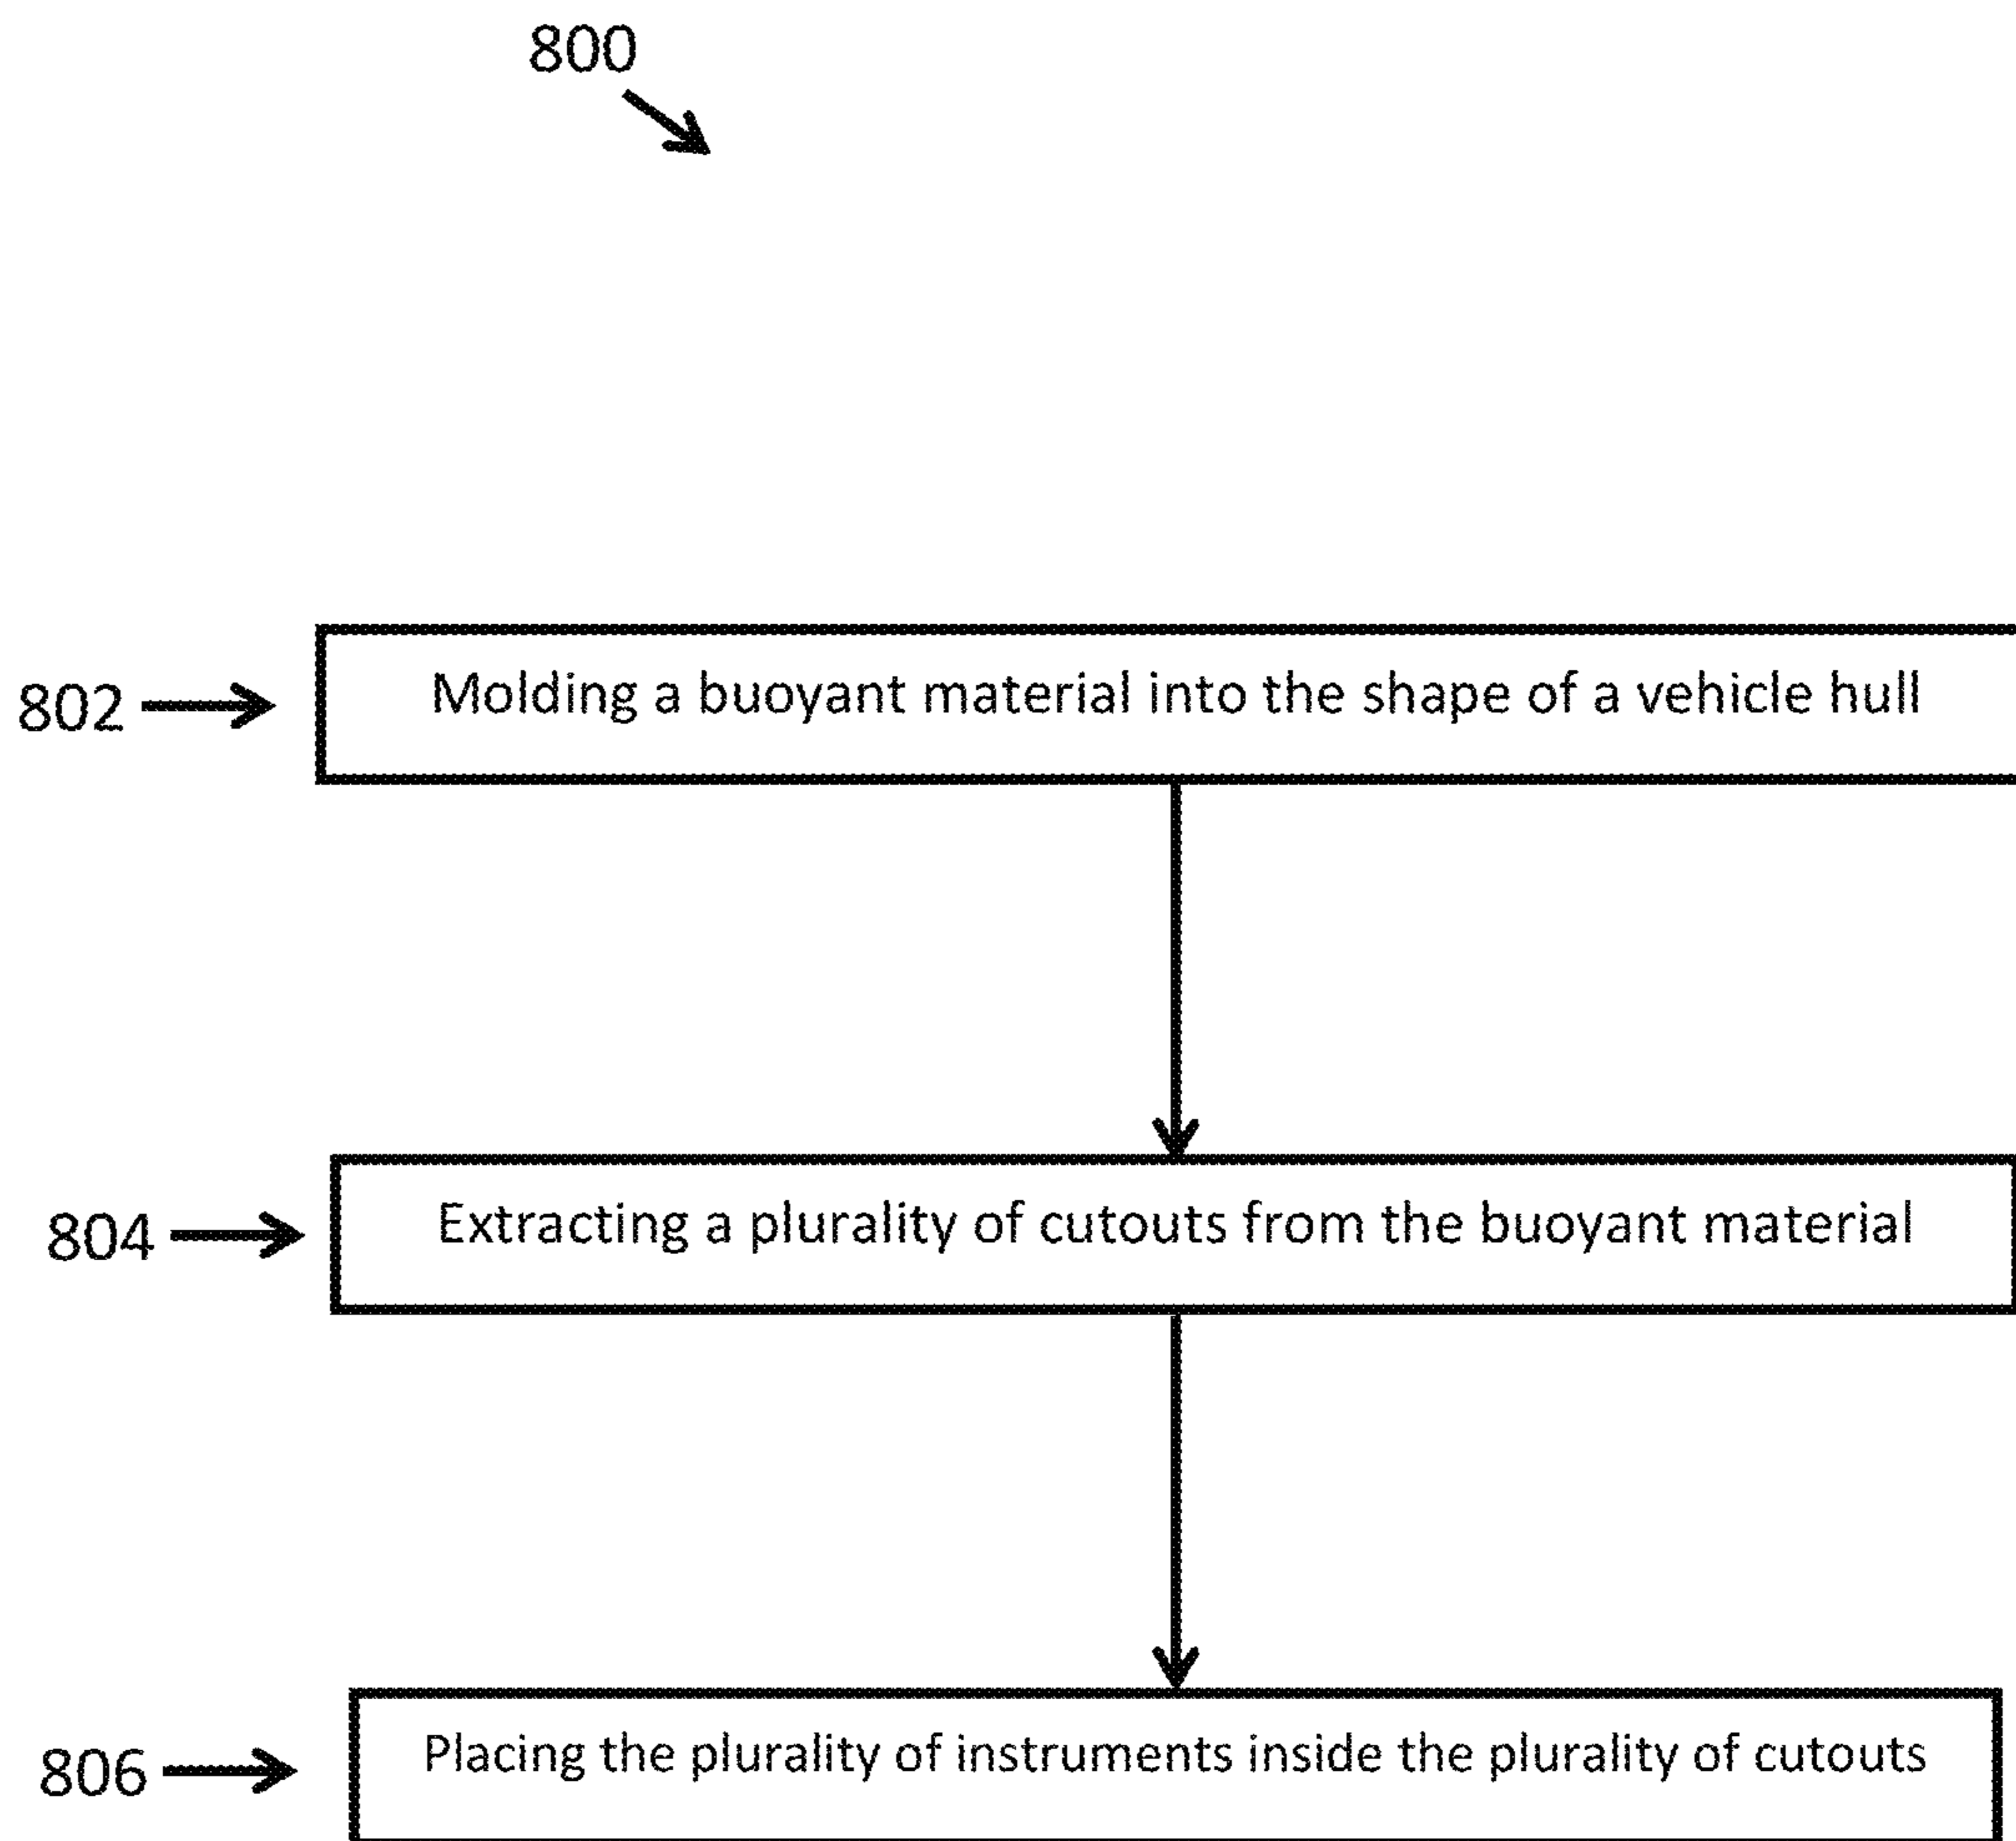 800
802
Molding a buoyant material into the shape of a vehicle hull
804
Extracting a plurality of cutouts from the buoyant material
806
Placing the plurality of instruments inside the plurality of cutouts